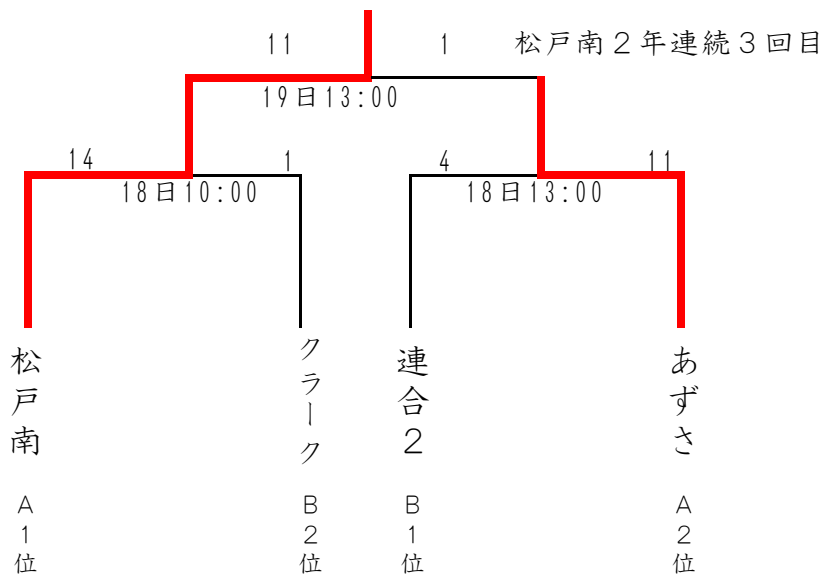 11 1 松戸南２年連続３回目
19日13:00
14 1 4 11
18日10:00 18日13:00
松戸南 クラーク 連合２ あずさ
A1位 B2位 B1位 A2位